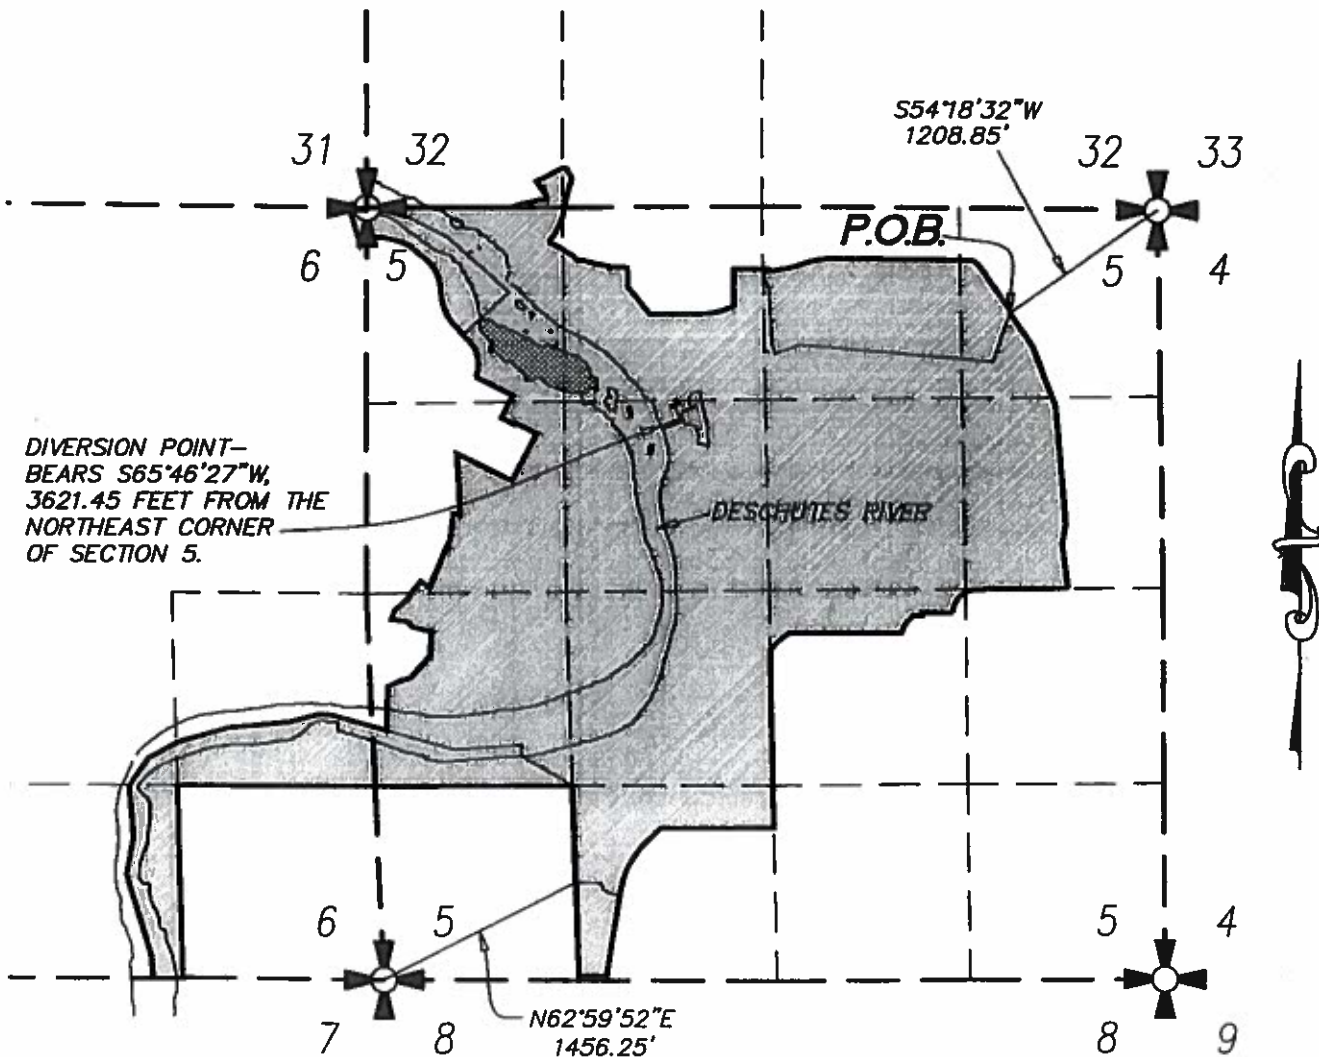 S54°18'32"W
1208.85'
31 32
32 33
P.O.B.
6 5
5 4
DIVERSION POINT–
BEARS S65°46'27"W,
3621.45 FEET FROM THE
NORTHEAST CORNER
OF SECTION 5.
DESCHUTES RIVER
6 5
5 4
N62°59'52"E
1456.25'
7 8
8 9